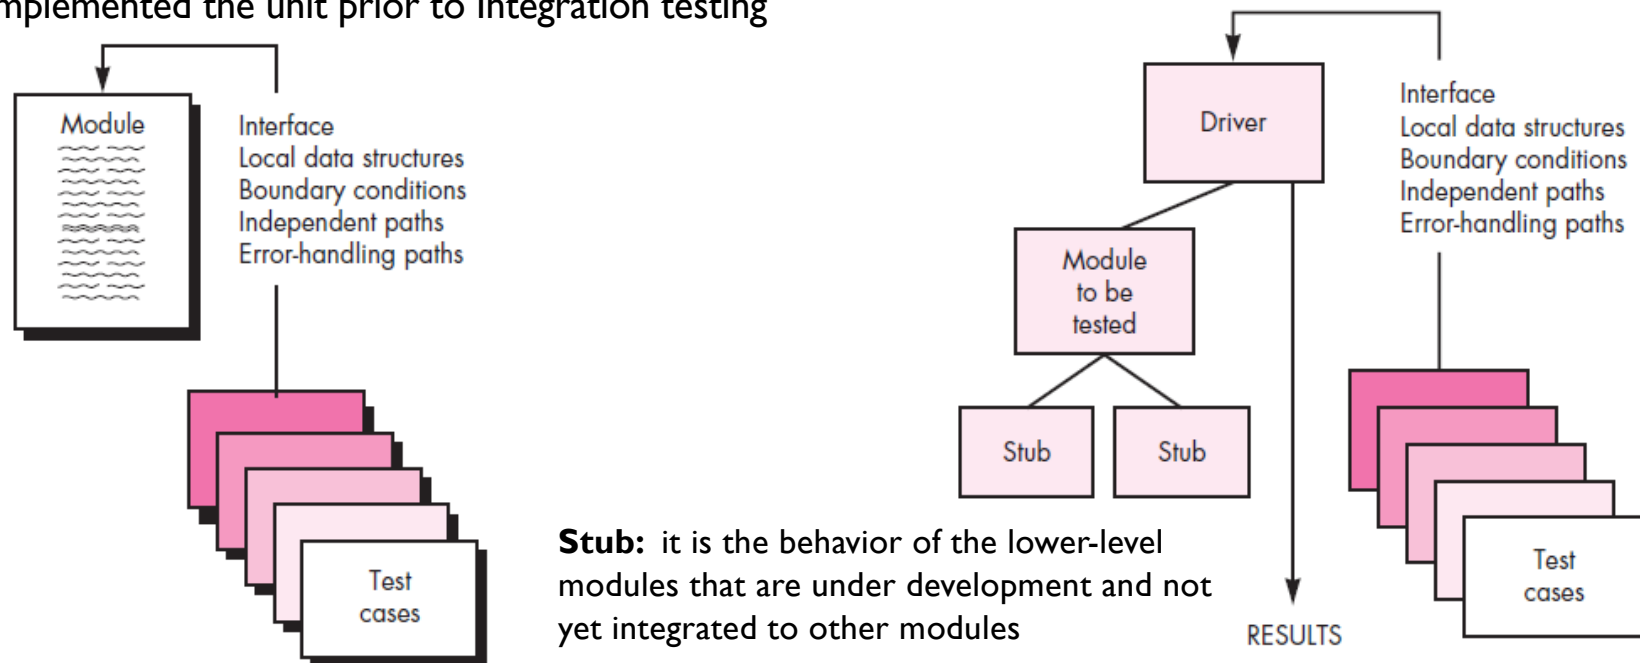 mplemented the unit prior to Integration testing
Module
Interface
Local data structures
Boundary conditions
Independent paths
Error-handling paths
Test
cases
Driver
Interface
Local data structures
Boundary conditions
Independent paths
Error-handling paths
Module
to be
tested
Stub
Stub
Stub: it is the behavior of the lower-level
modules that are under development and not
yet integrated to other modules
RESULTS
Test
cases